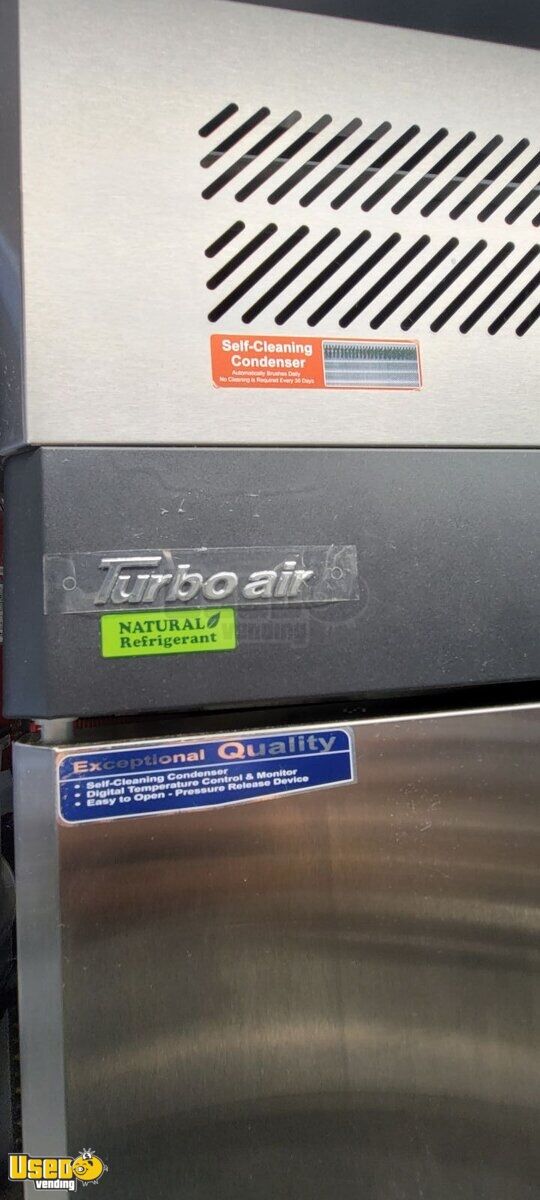 Self-Cleaning
Condenser
Automatically Brushes Daily
No Cleaning is Required Every 30 Days
Turbo air
NATURAL
Refrigerant
vending
Exceptional Quality
• Self-Cleaning Condenser
• Digital Temperature Control & Monitor
• Easy to Open - Pressure Release Device
Used
vending